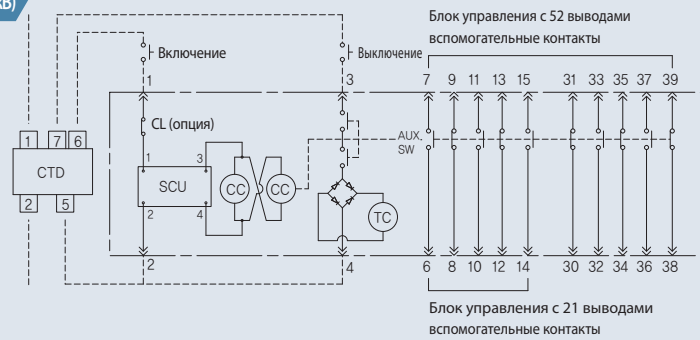 кВ)
Блок управления с 52 выводами
вспомогательные контакты
Включение
Выключение
1 3 7 9 11 13 15 31 33 35 37 39
CL (опция)
AUX.
SW
1 7 6
CTD
2 5
1 3
SCU
2 4
CC CC
TC
2 4 6 8 10 12 14 30 32 34 36 38
Блок управления с 21 выводами
вспомогательные контакты